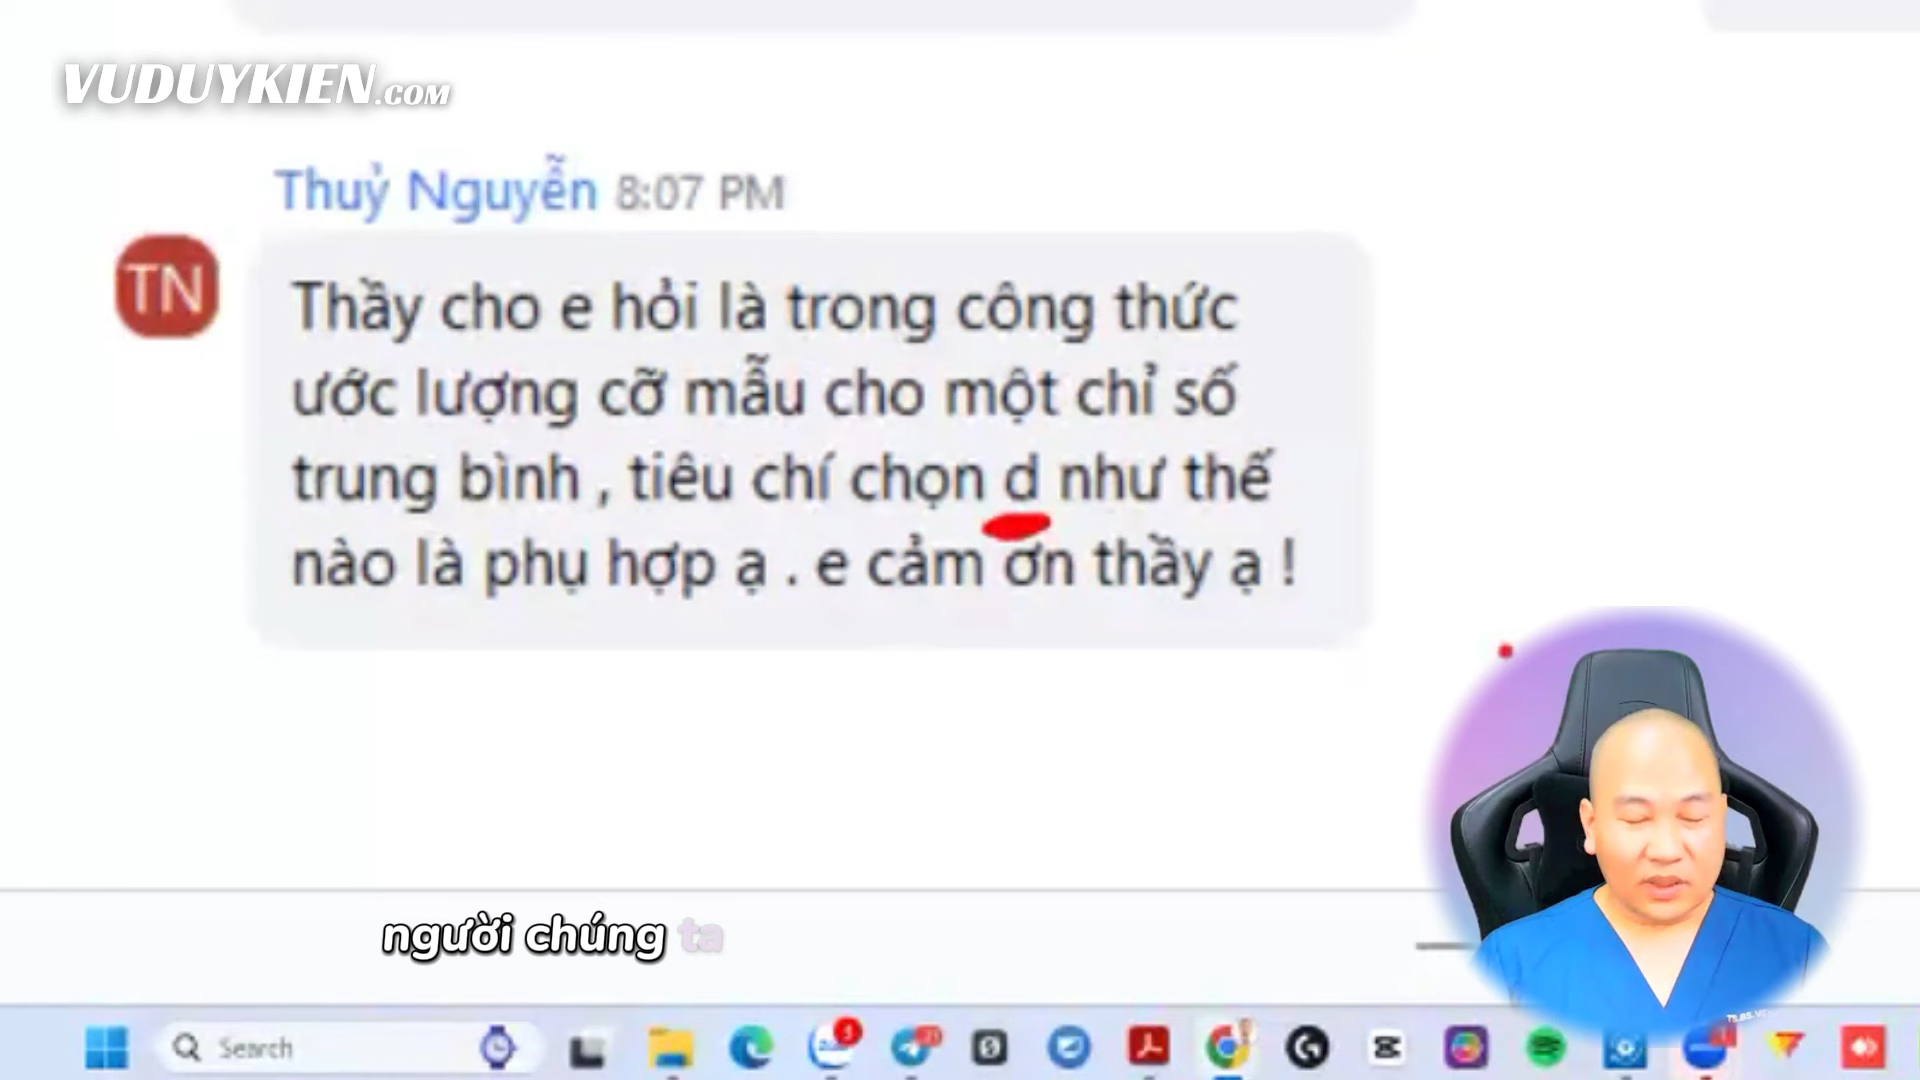 VUDUYKIEN.COM
Thuỷ Nguyễn 8:07 PM
TN
Thầy cho e hỏi là trong công thức
ước lượng cỡ mẫu cho một chỉ số
trung bình , tiêu chí chọn d như thế
nào là phụ hợp ạ . e cảm ơn thầy ạ !
người chúng ta
Search